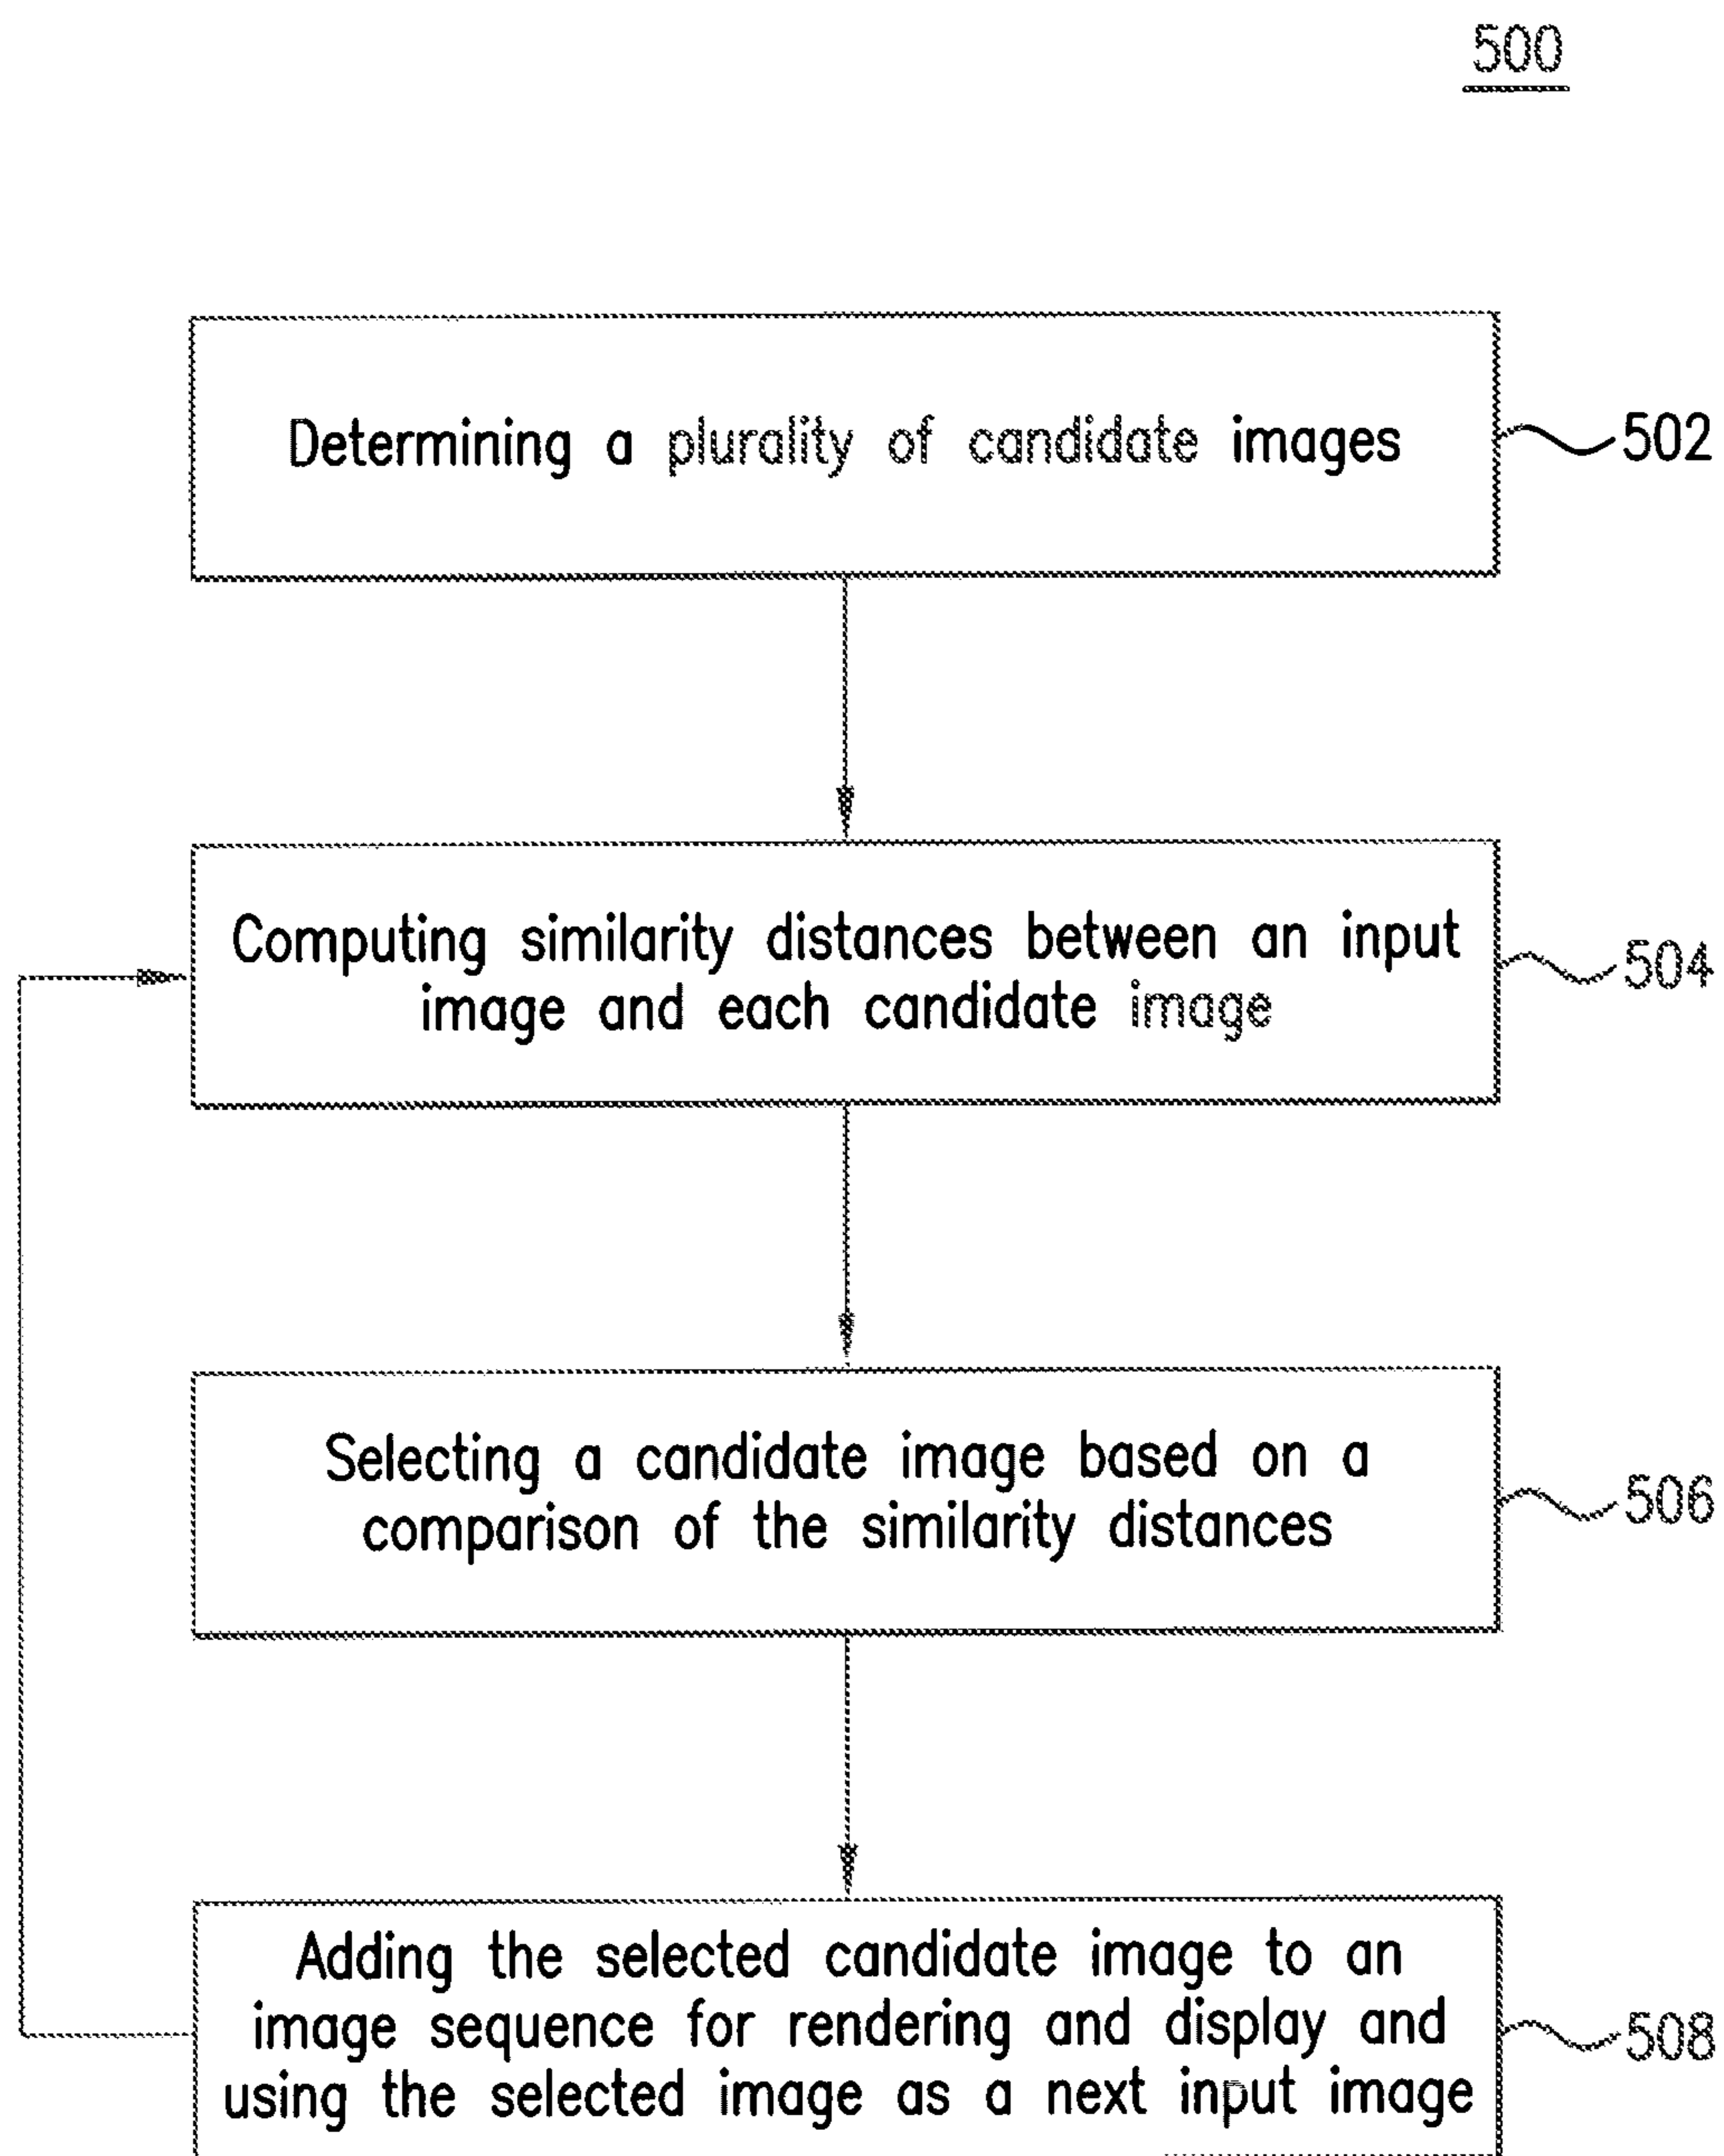 500
Determining a plurality of candidate images
502
Computing similarity distances between an input
image and each candidate image
504
Selecting a candidate image based on a
comparison of the similarity distances
506
Adding the selected candidate image to an
image sequence for rendering and display and
using the selected image as a next input image
508